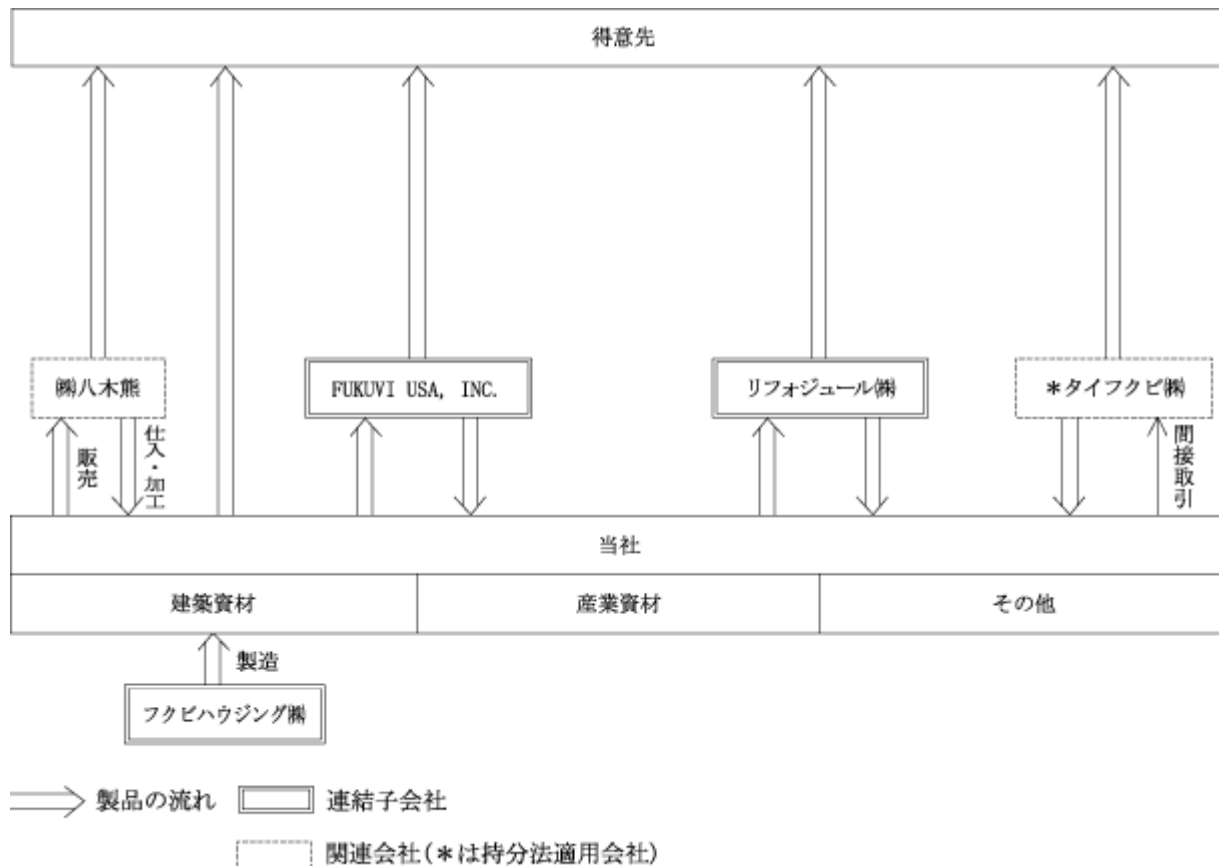 得意先
㈱八木熊
FUKUVI USA, INC.
リフォジュール㈱
*タイフクビ㈱
販売
仕入・加工
間接取引
当社
建築資材
産業資材
その他
製造
フクビハウジング㈱
製品の流れ
連結子会社
関連会社(*は持分法適用会社)